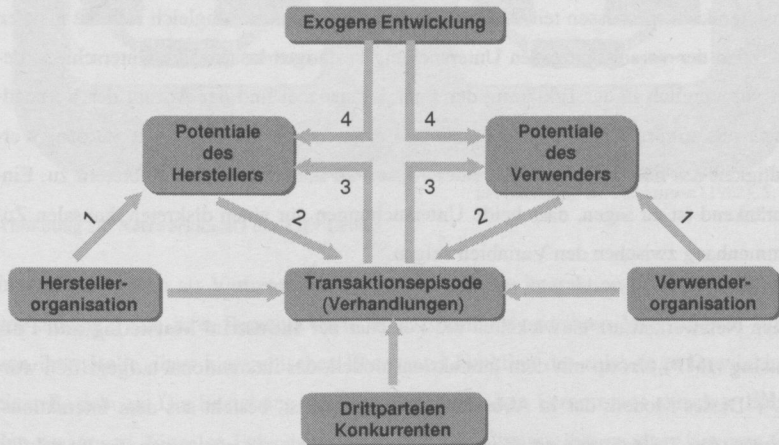 Exogene Entwicklung
4 4
Potentiale
des
Herstellers
Potentiale
des
Verwenders
3 3
1 2 2 1
Hersteller-
organisation
Transaktionsepisode
(Verhandlungen)
Verwender-
organisation
Drittparteien
Konkurrenten